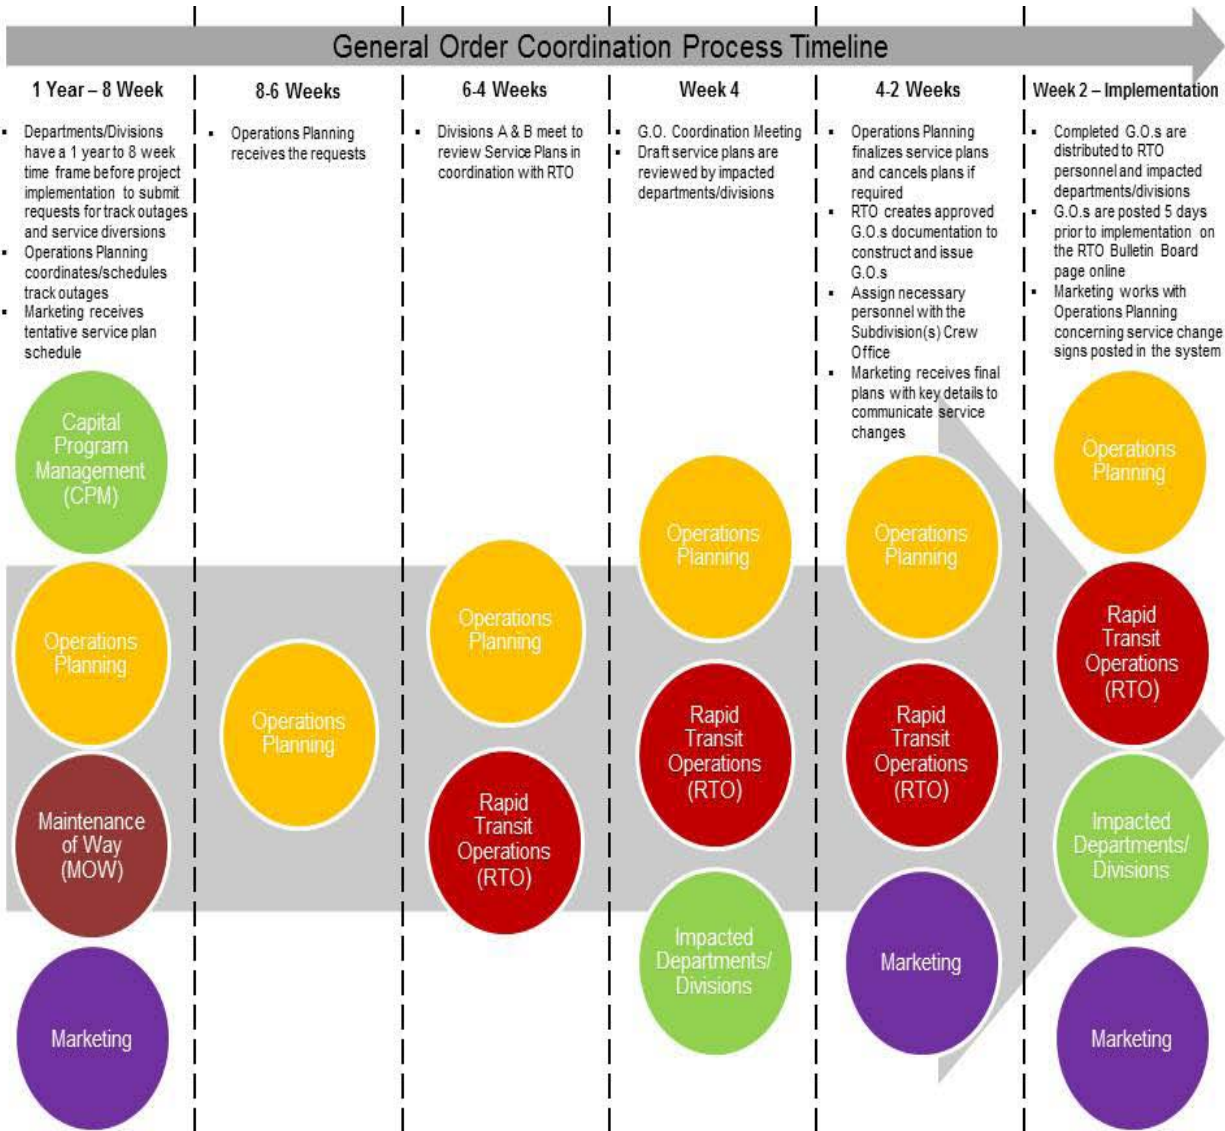 General Order Coordination Process Timeline
1 Year – 8 Week
▪ Departments/Divisions
have a 1 year to 8 week
time frame before project
implementation to submit
requests for track outages
and service diversions
▪ Operations Planning
coordinates/schedules
track outages
▪ Marketing receives
tentative service plan
schedule
Capital
Program
Management
(CPM)
Operations
Planning
Maintenance
of Way
(MOW)
Marketing
8-6 Weeks
▪ Operations Planning
receives the requests
Operations
Planning
6-4 Weeks
▪ Divisions A & B meet to
review Service Plans in
coordination with RTO
Operations
Planning
Rapid
Transit
Operations
(RTO)
Week 4
▪ G.O. Coordination Meeting
▪ Draft service plans are
reviewed by impacted
departments/divisions
Operations
Planning
Rapid
Transit
Operations
(RTO)
Impacted
Departments/
Divisions
4-2 Weeks
▪ Operations Planning
finalizes service plans
and cancels plans if
required
▪ RTO creates approved
G.O.s documentation to
construct and issue
G.O.s
▪ Assign necessary
personnel with the
Subdivision(s) Crew
Office
▪ Marketing receives final
plans with key details to
communicate service
changes
Operations
Planning
Rapid
Transit
Operations
(RTO)
Marketing
Week 2 – Implementation
▪ Completed G.O.s are
distributed to RTO
personnel and impacted
departments/divisions
▪ G.O.s are posted 5 days
prior to implementation on
the RTO Bulletin Board
page online
▪ Marketing works with
Operations Planning
concerning service change
signs posted in the system
Operations
Planning
Rapid
Transit
Operations
(RTO)
Impacted
Departments/
Divisions
Marketing